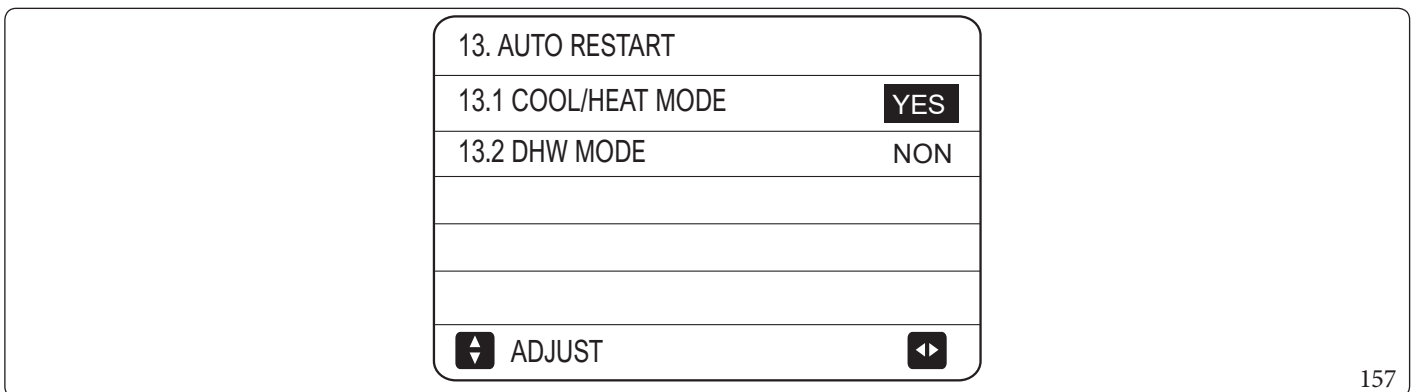 13. AUTO RESTART
13.1 COOL/HEAT MODE YES
13.2 DHW MODE NON
ADJUST
157